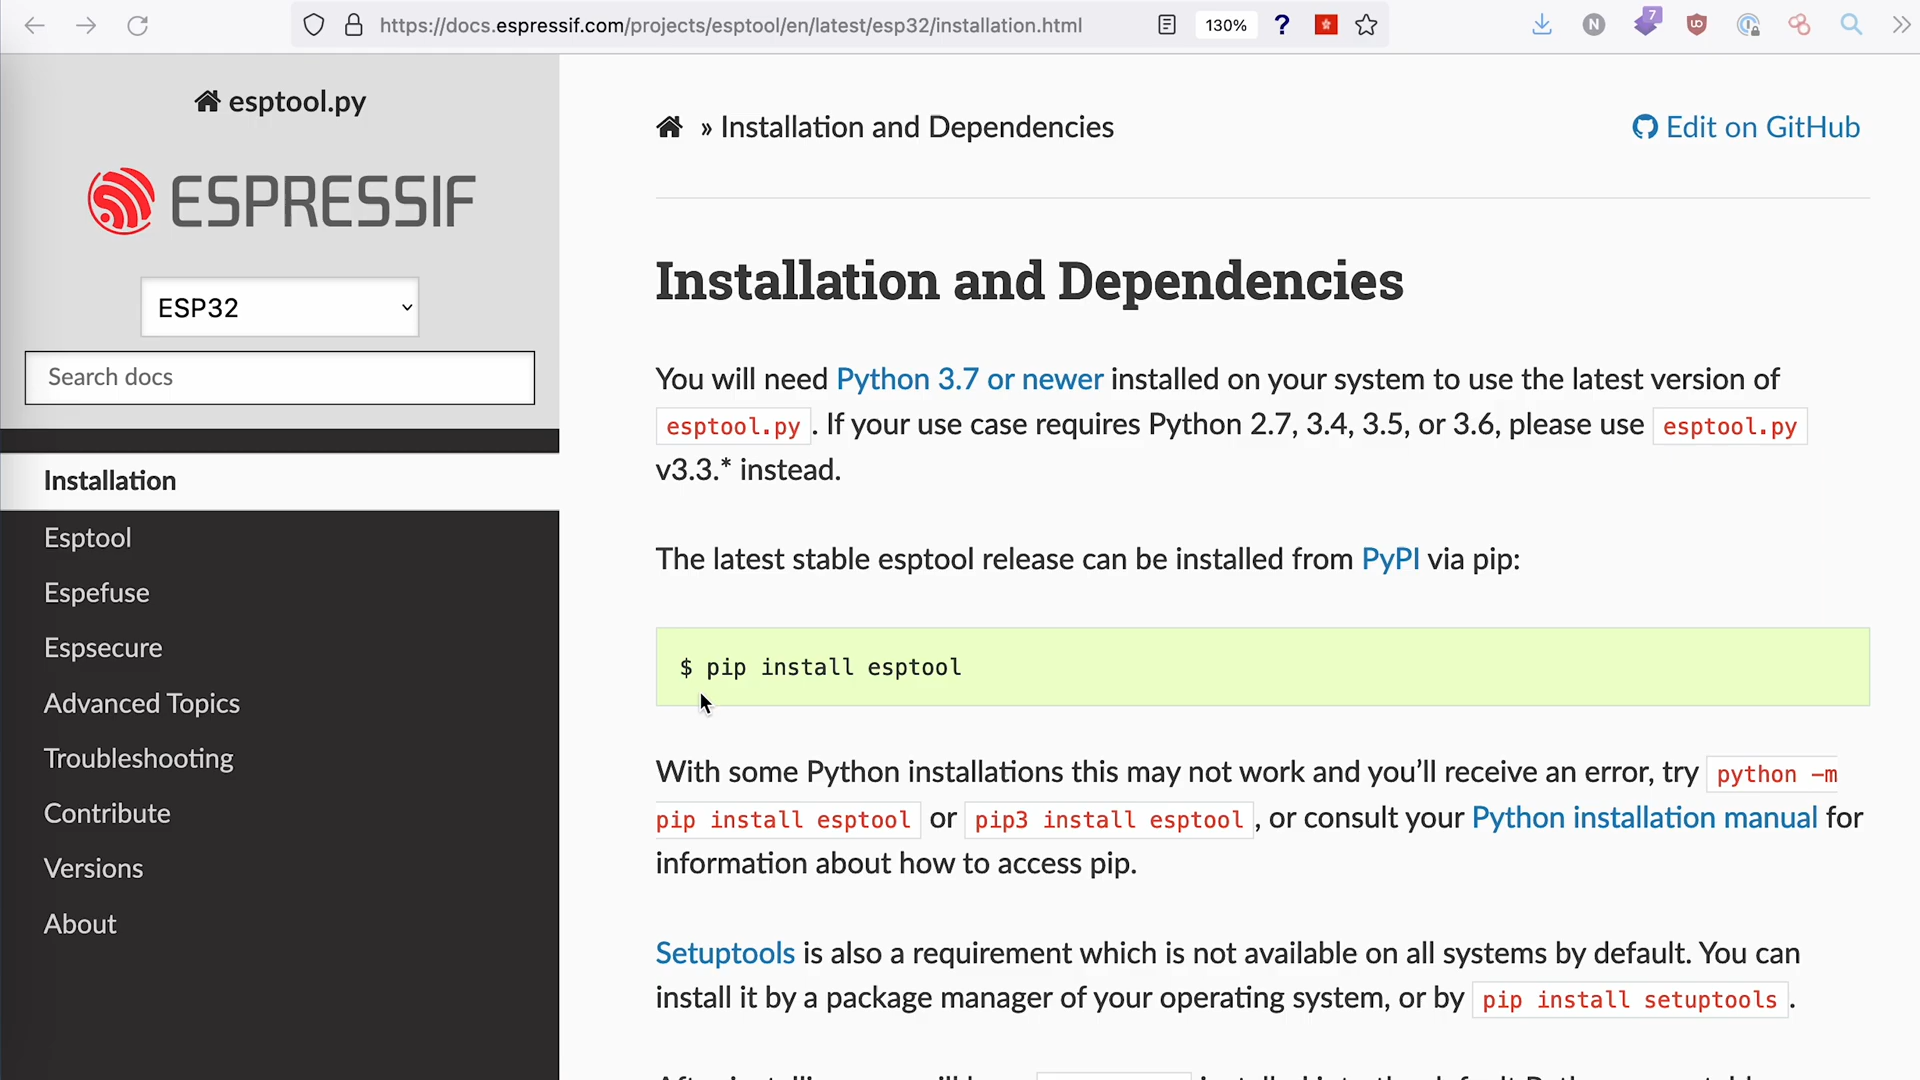 https://docs.espressif.com/projects/esptool/en/latest/esp32/installation.html
130%
?
N
7
esptool.py
ESPRESSIF
ESP32
Search docs
Installation
Esptool
Espefuse
Espsecure
Advanced Topics
Troubleshooting
Contribute
Versions
About
» Installation and Dependencies
Edit on GitHub
Installation and Dependencies
You will need Python 3.7 or newer installed on your system to use the latest version of
esptool.py . If your use case requires Python 2.7, 3.4, 3.5, or 3.6, please use esptool.py
v3.3.* instead.
The latest stable esptool release can be installed from PyPI via pip:
$ pip install esptool
With some Python installations this may not work and you’ll receive an error, try python -m
pip install esptool or pip3 install esptool , or consult your Python installation manual for
information about how to access pip.
Setuptools is also a requirement which is not available on all systems by default. You can
install it by a package manager of your operating system, or by pip install setuptools .